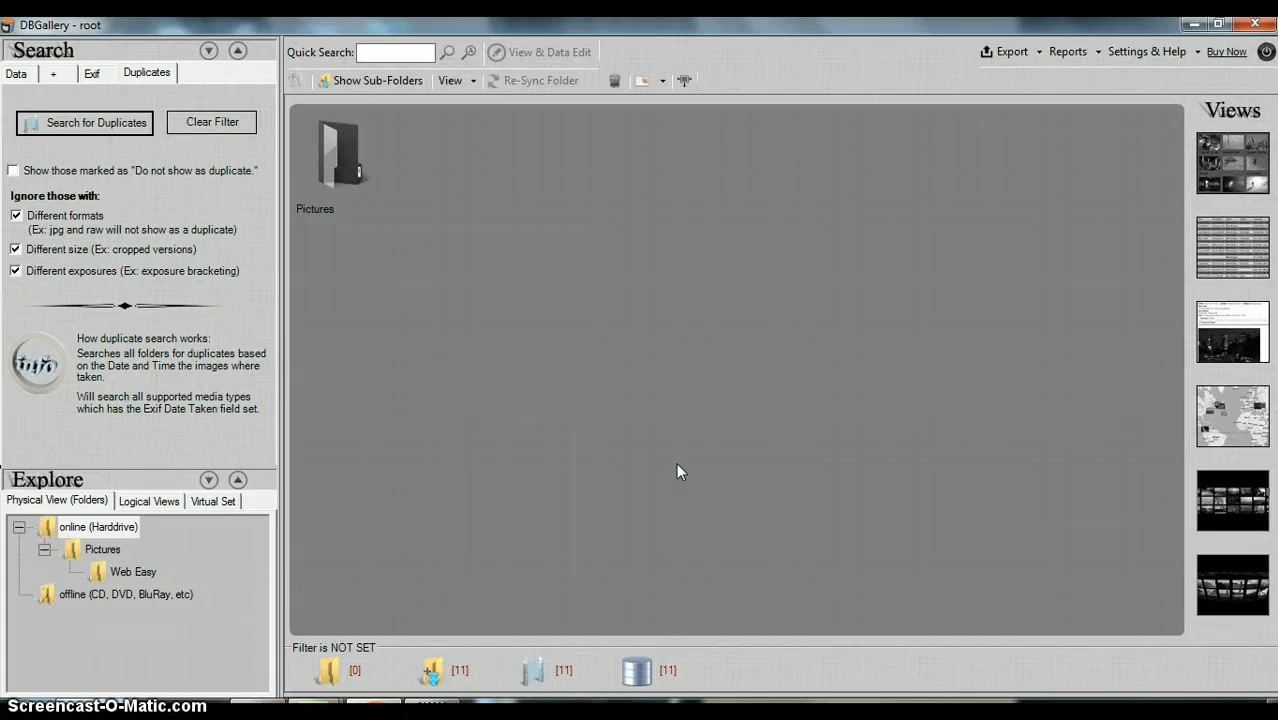 DBGallery - root
Search
Data
+
Exif
Duplicates
Search for Duplicates
Clear Filter
Show those marked as "Do not show as duplicate."
Ignore those with:
Different formats
(Ex: jpg and raw will not show as a duplicate)
Different size (Ex: cropped versions)
Different exposures (Ex: exposure bracketing)
info
How duplicate search works:
Searches all folders for duplicates based
on the Date and Time the images where
taken.
Will search all supported media types
which has the Exif Date Taken field set.
Explore
Physical View (Folders)
Logical Views
Virtual Set
online (Harddrive)
Pictures
Web Easy
offline (CD, DVD, BluRay, etc)
Quick Search:
View & Data Edit
Export
Reports
Settings & Help
Buy Now
Show Sub-Folders
View
Re-Sync Folder
Pictures
Views
Filter is NOT SET
[0]
[11]
[11]
[11]
Screencast-O-Matic.com